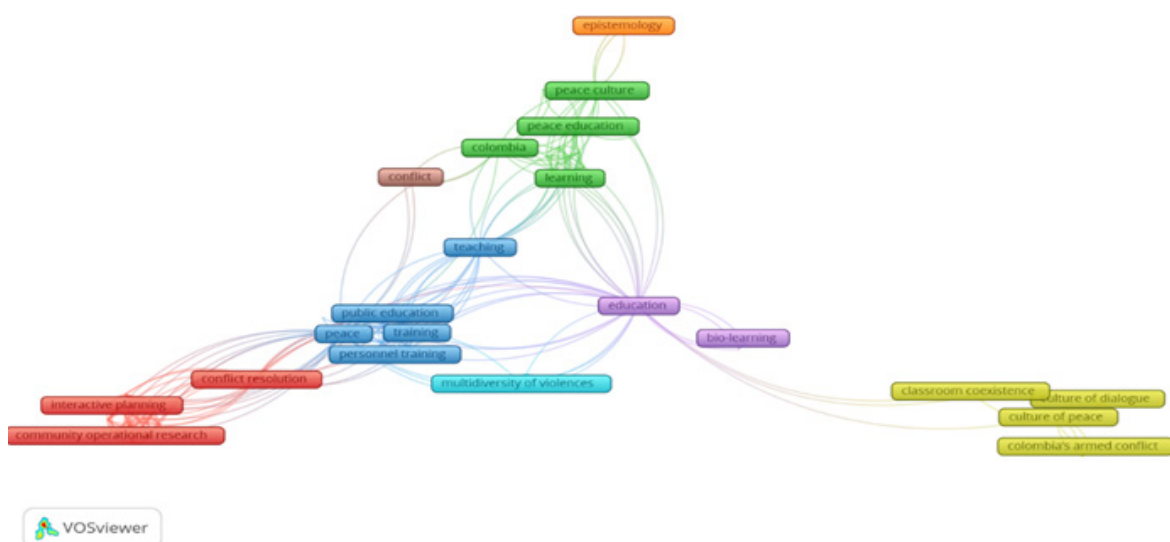 epistemology
peace culture
peace education
colombia
conflict
learning
teaching
education
public education
peace
training
bio-learning
personnel training
conflict resolution
multidiversity of violences
classroom coexistence
culture of dialogue
interactive planning
culture of peace
community operational research
colombia's armed conflict
VOSviewer